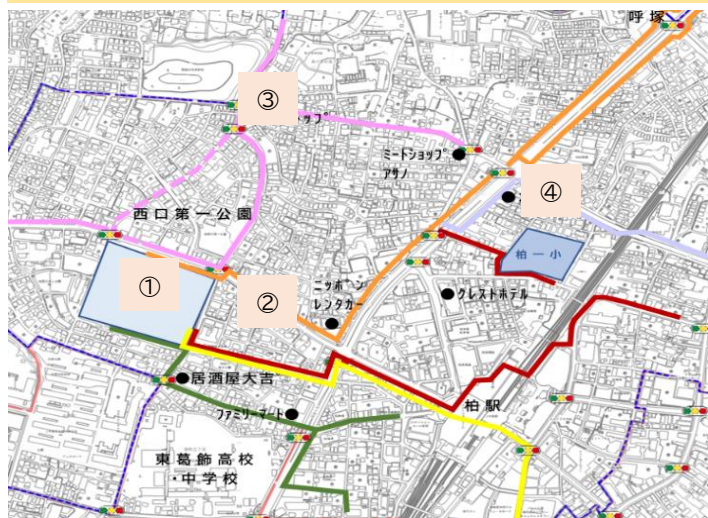 呼塚
③
ップ
ミートショップ
アサノ
④
西口第一公園
柏一小
①
②
ニッポーン
レンタカー
クレストホテル
居酒屋大吉
柏駅
ファミリーマート
東葛飾高校
・中学校